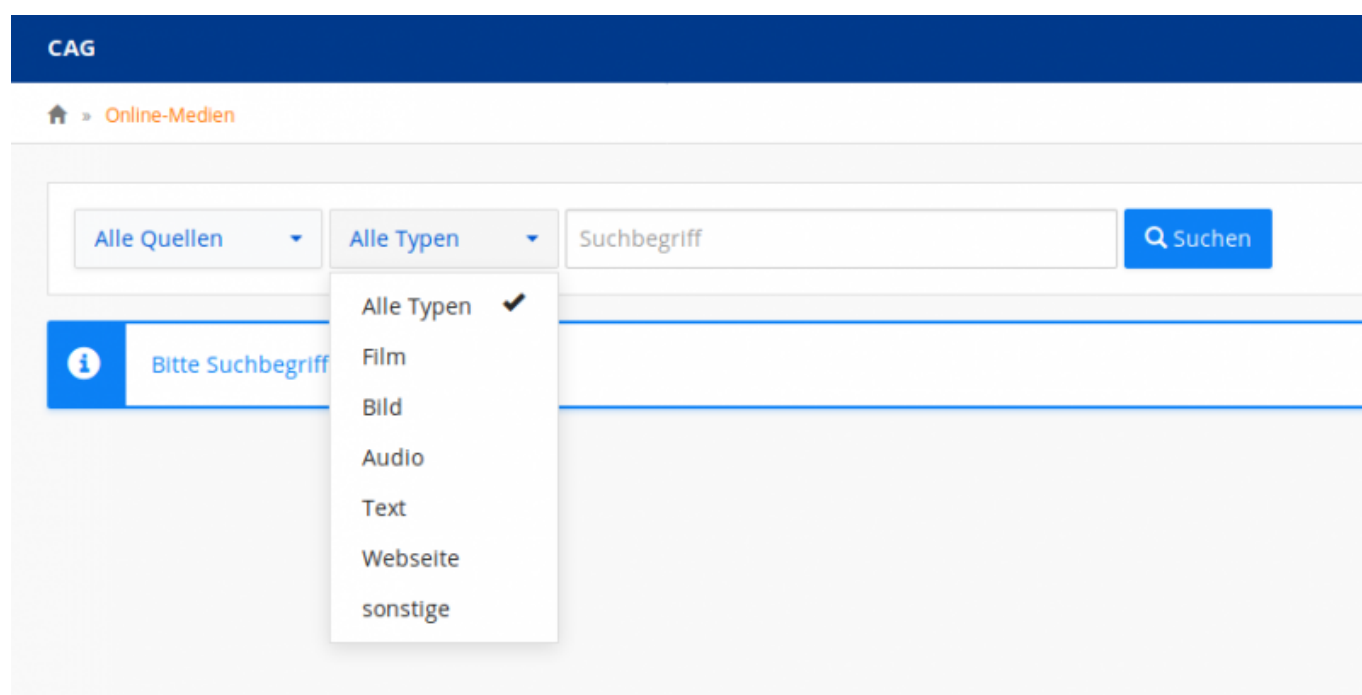 CAG
» Online-Medien
Alle Quellen Alle Typen Suchbegriff Suchen
Alle Typen
Film
Bitte Suchbegriff
Bild
Audio
Text
Webseite
sonstige